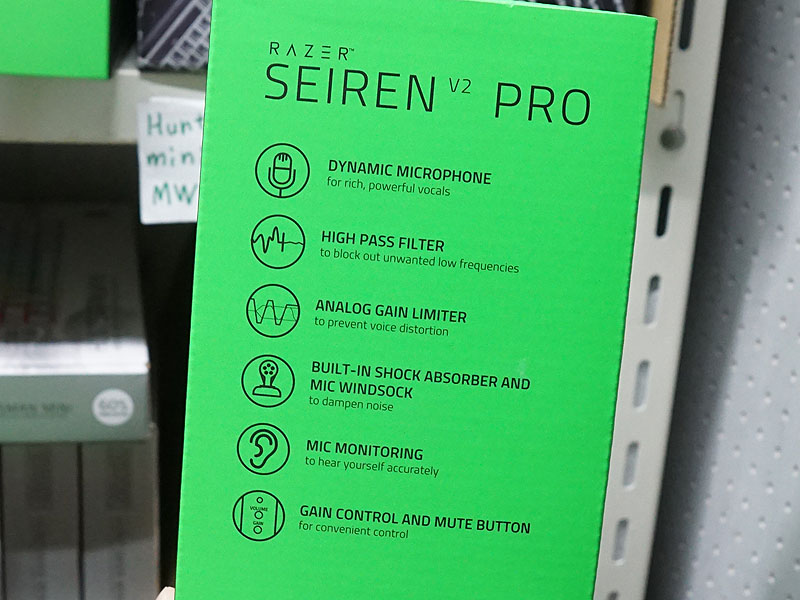 RAZER™
SEIREN V2 PRO
DYNAMIC MICROPHONE
for rich, powerful vocals
HIGH PASS FILTER
to block out unwanted low frequencies
ANALOG GAIN LIMITER
to prevent voice distortion
BUILT-IN SHOCK ABSORBER AND
MIC WINDSOCK
to dampen noise
MIC MONITORING
to hear yourself accurately
VOLUME
GAIN
GAIN CONTROL AND MUTE BUTTON
for convenient control
Hunt
min
MW
60%